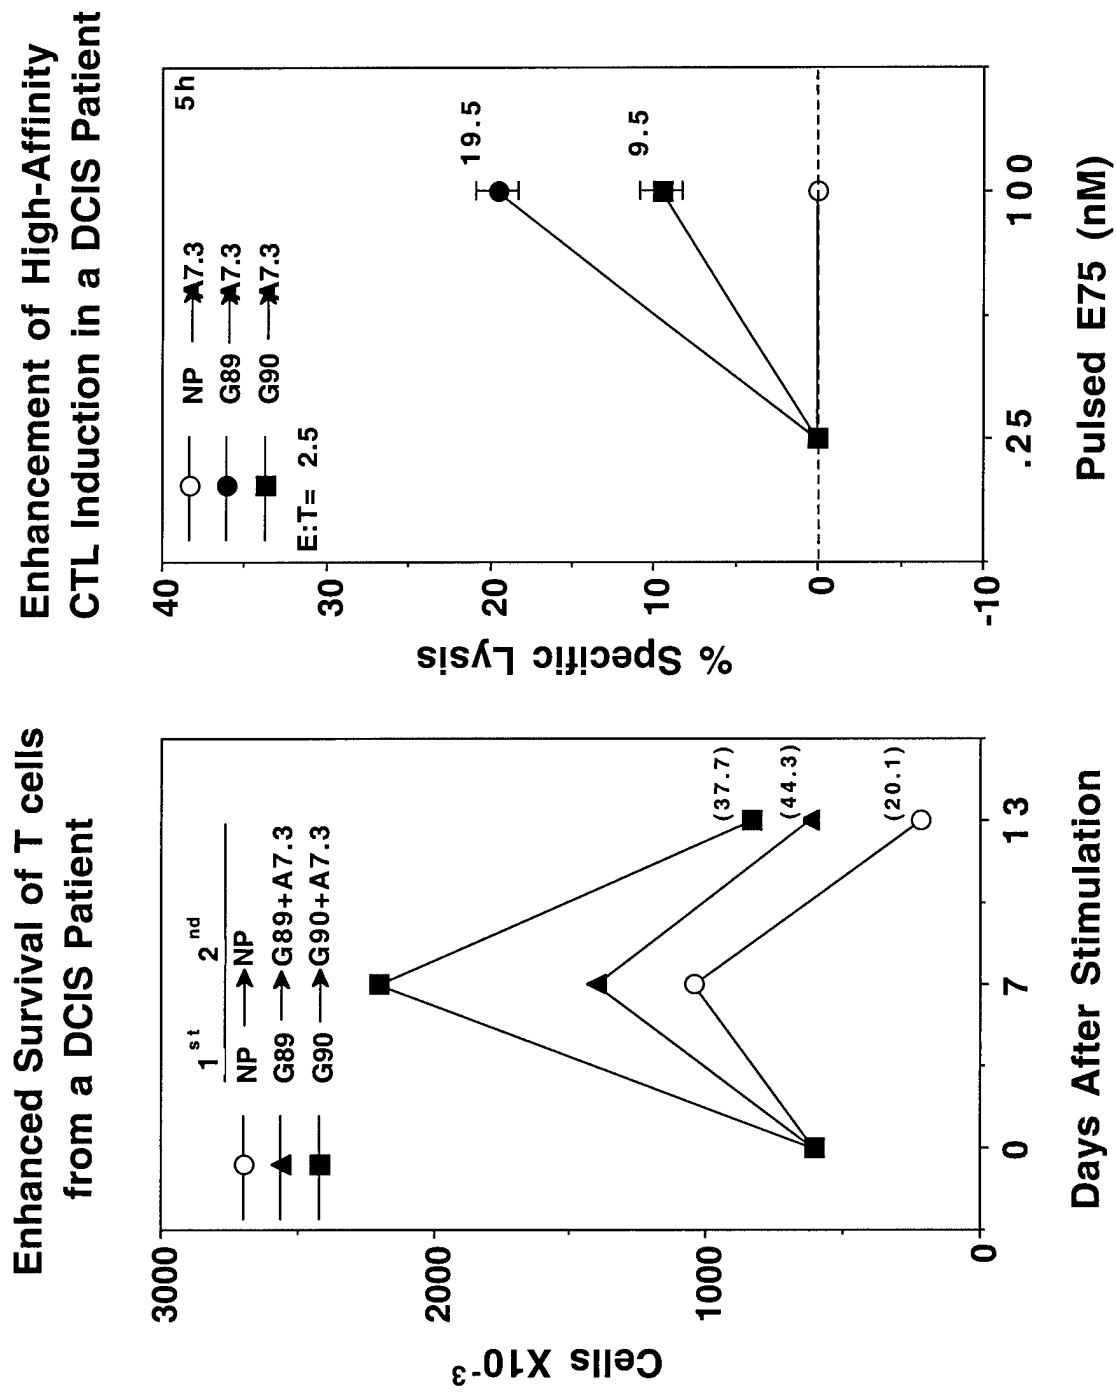 Enhanced Survival of T cells
from a DCIS Patient
1st 2nd
NP NP
G89 G89+A7.3
G90 G90+A7.3
3000
2000
1000
0
Cells X10-3
(37.7)
(44.3)
(20.1)
0 7 13
Days After Stimulation
Enhancement of High-Affinity
CTL Induction in a DCIS Patient
5h
NP A7.3
G89 A7.3
G90 A7.3
E:T= 2.5
40
30
20
10
0
-10
% Specific Lysis
19.5
9.5
.25 100
Pulsed E75 (nM)